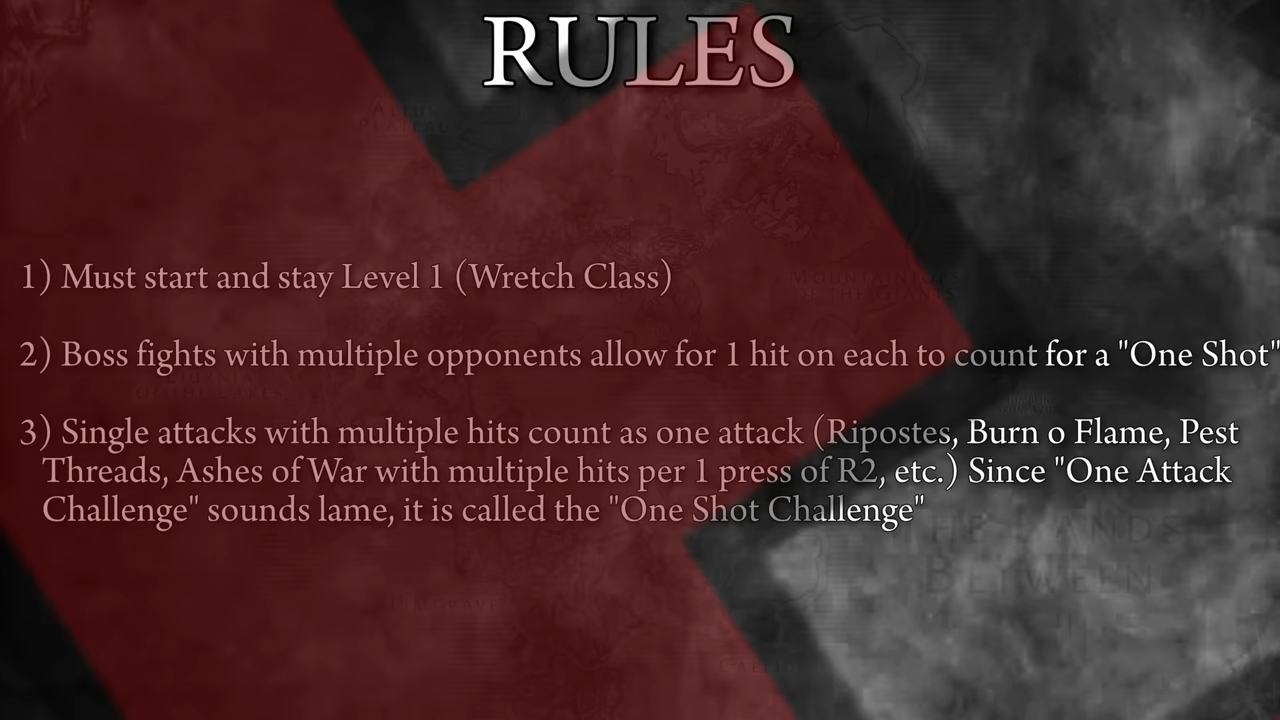 RULES
1) Must start and stay Level 1 (Wretch Class)
2) Boss fights with multiple opponents allow for 1 hit on each to count for a "One Shot"
3) Single attacks with multiple hits count as one attack (Ripostes, Burn o Flame, Pest
Threads, Ashes of War with multiple hits per 1 press of R2, etc.) Since "One Attack
Challenge" sounds lame, it is called the "One Shot Challenge"
THE LANDS
BETWEEN